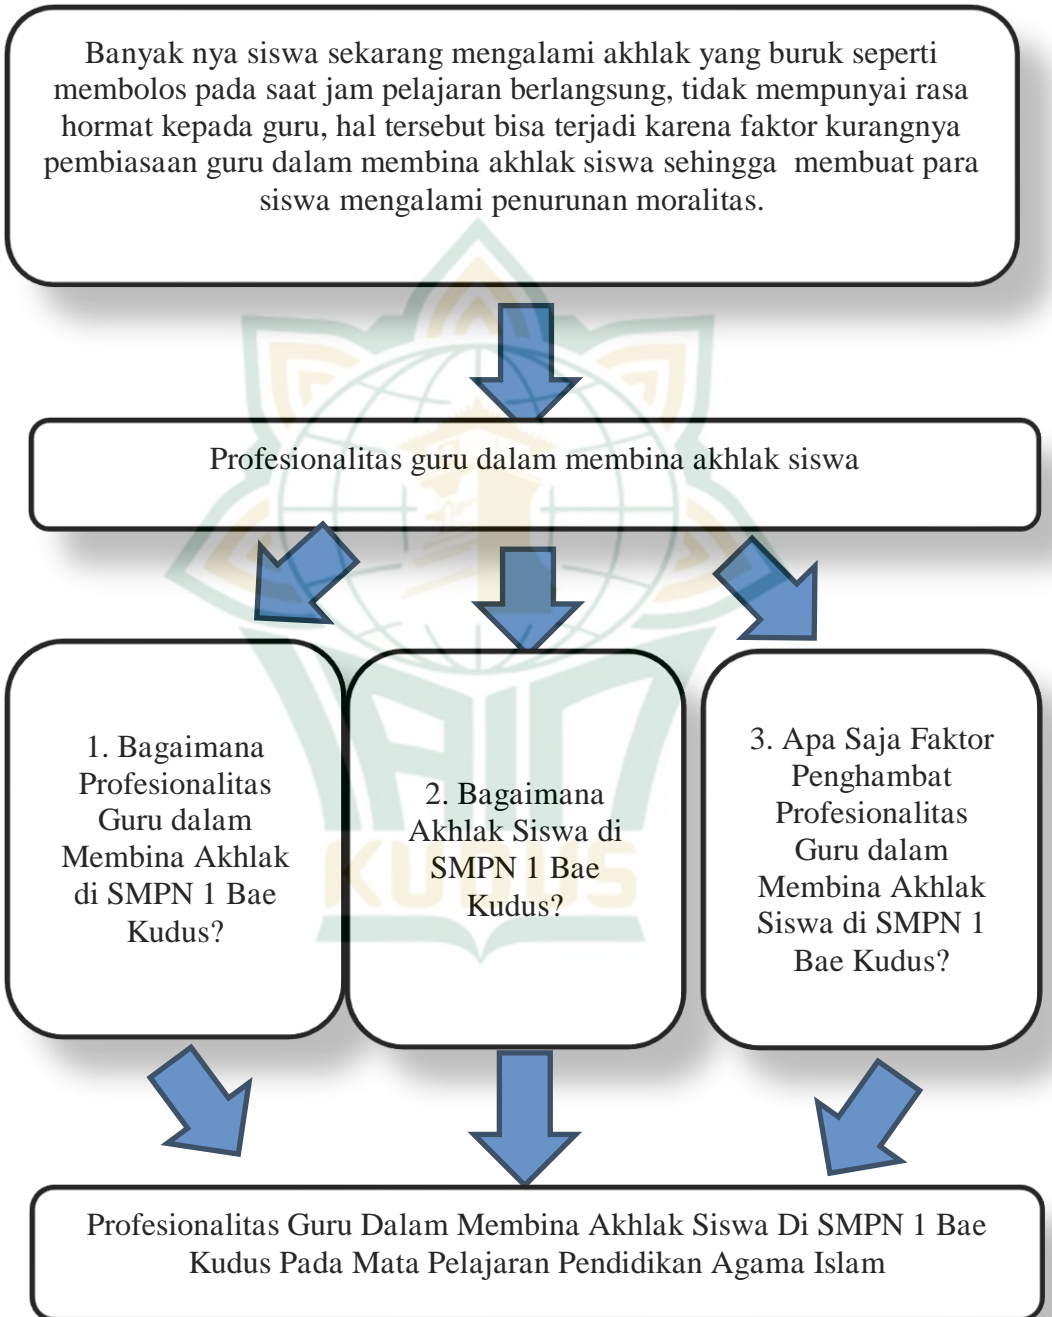 Banyak nya siswa sekarang mengalami akhlak yang buruk seperti
membolos pada saat jam pelajaran berlangsung, tidak mempunyai rasa
hormat kepada guru, hal tersebut bisa terjadi karena faktor kurangnya
pembiasaan guru dalam membina akhlak siswa sehingga  membuat para
siswa mengalami penurunan moralitas.
Profesionalitas guru dalam membina akhlak siswa
1. Bagaimana
Profesionalitas
Guru dalam
Membina Akhlak
di SMPN 1 Bae
Kudus?
2. Bagaimana
Akhlak Siswa di
SMPN 1 Bae
Kudus?
3. Apa Saja Faktor
Penghambat
Profesionalitas
Guru dalam
Membina Akhlak
Siswa di SMPN 1
Bae Kudus?
IAIN
KUDUS
Profesionalitas Guru Dalam Membina Akhlak Siswa Di SMPN 1 Bae
Kudus Pada Mata Pelajaran Pendidikan Agama Islam